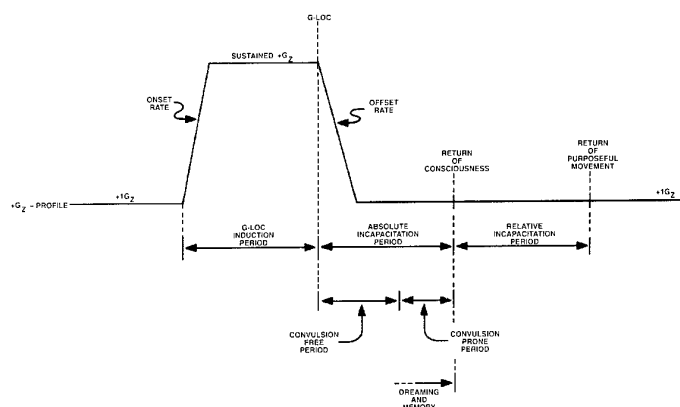 G-LOC
SUSTAINED +GZ
ONSET
RATE
OFFSET
RATE
RETURN
OF
CONSCIOUSNESS
RETURN
OF
PURPOSEFUL
MOVEMENT
+GZ - PROFILE
+1GZ
+1GZ
G-LOC
INDUCTION
PERIOD
ABSOLUTE
INCAPACITATION
PERIOD
RELATIVE
INCAPACITATION
PERIOD
CONVULSION
FREE
PERIOD
CONVULSION
PRONE
PERIOD
DREAMING
AND
MEMORY